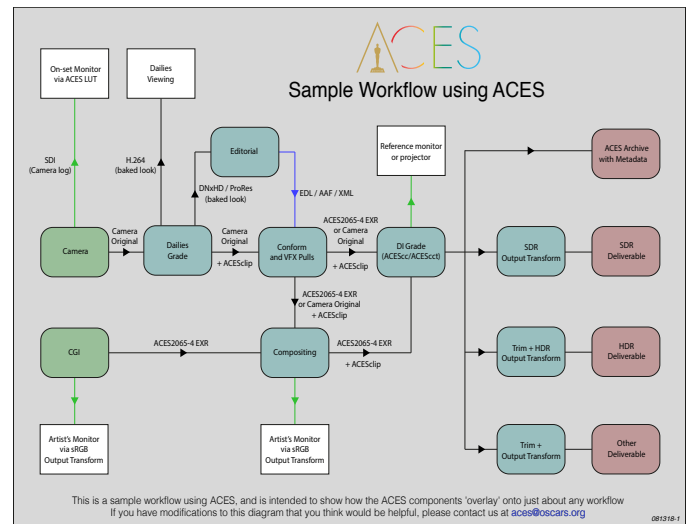 ACES
Sample Workflow using ACES
On-set Monitor
via ACES LUT
Dailies
Viewing
Reference monitor
or projector
ACES Archive
with Metadata
Editorial
SDI
(Camera log)
H.264
(baked look)
DNxHD / ProRes
(baked look)
EDL / AAF / XML
Camera
Camera
Original
Dailies
Grade
Camera
Original
+ ACESclip
Conform
and VFX Pulls
ACES2065-4 EXR
or Camera
Original
+ ACESclip
DI Grade
(ACEScc/ACEScct)
SDR
Output Transform
SDR
Deliverable
ACES2065-4 EXR
or Camera Original
+ ACESclip
CGI
ACES2065-4 EXR
Compositing
ACES2065-4 EXR
+ ACESclip
Trim + HDR
Output Transform
HDR
Deliverable
Artist's Monitor
via sRGB
Output Transform
Artist's Monitor
via sRGB
Output Transform
Trim +
Output Transform
Other
Deliverable
This is a sample workflow using ACES, and is intended to show how the ACES components 'overlay' onto just about any workflow
If you have modifications to this diagram that you think would be helpful, please contact us at aces@oscars.org
081318-1